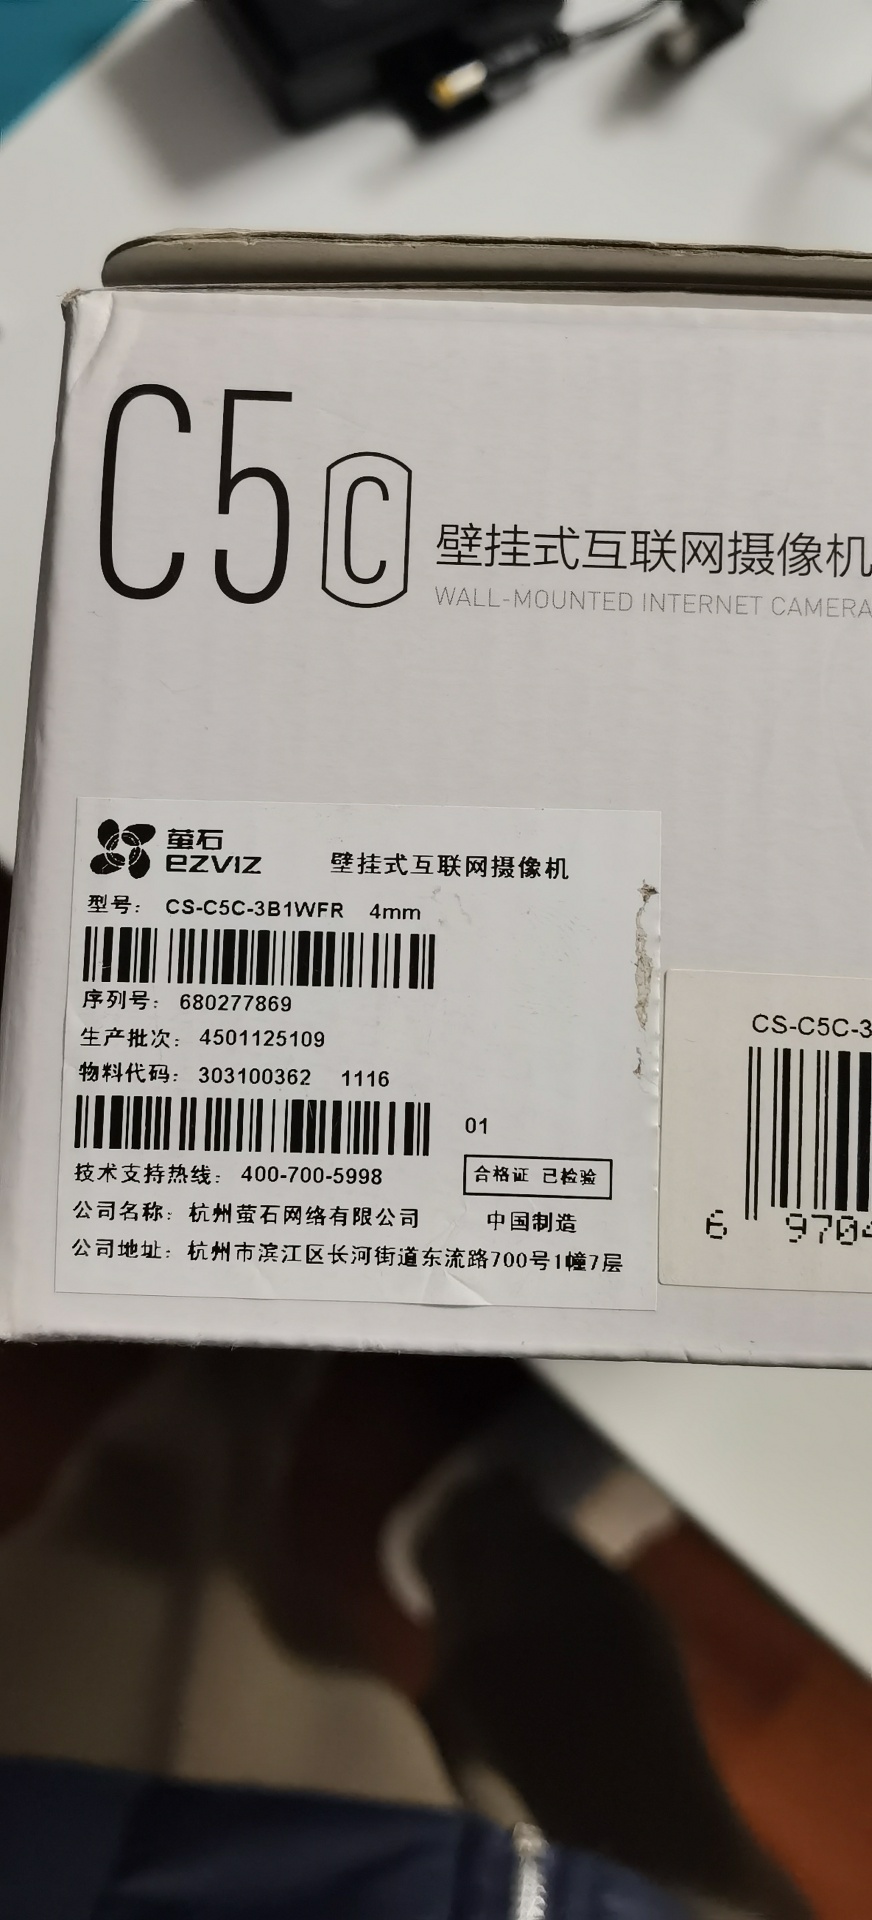 C5C
壁挂式互联网摄像机
WALL-MOUNTED INTERNET CAMERA
萤石
ezviz
壁挂式互联网摄像机
型号: CS-C5C-3B1WFR 4mm
序列号: 680277869
生产批次: 4501125109
物料代码: 303100362 1116
01
技术支持热线: 400-700-5998
合格证 已检验
公司名称: 杭州萤石网络有限公司
中国制造
公司地址: 杭州市滨江区长河街道东流路700号1幢7层
CS-C5C-3
6 970